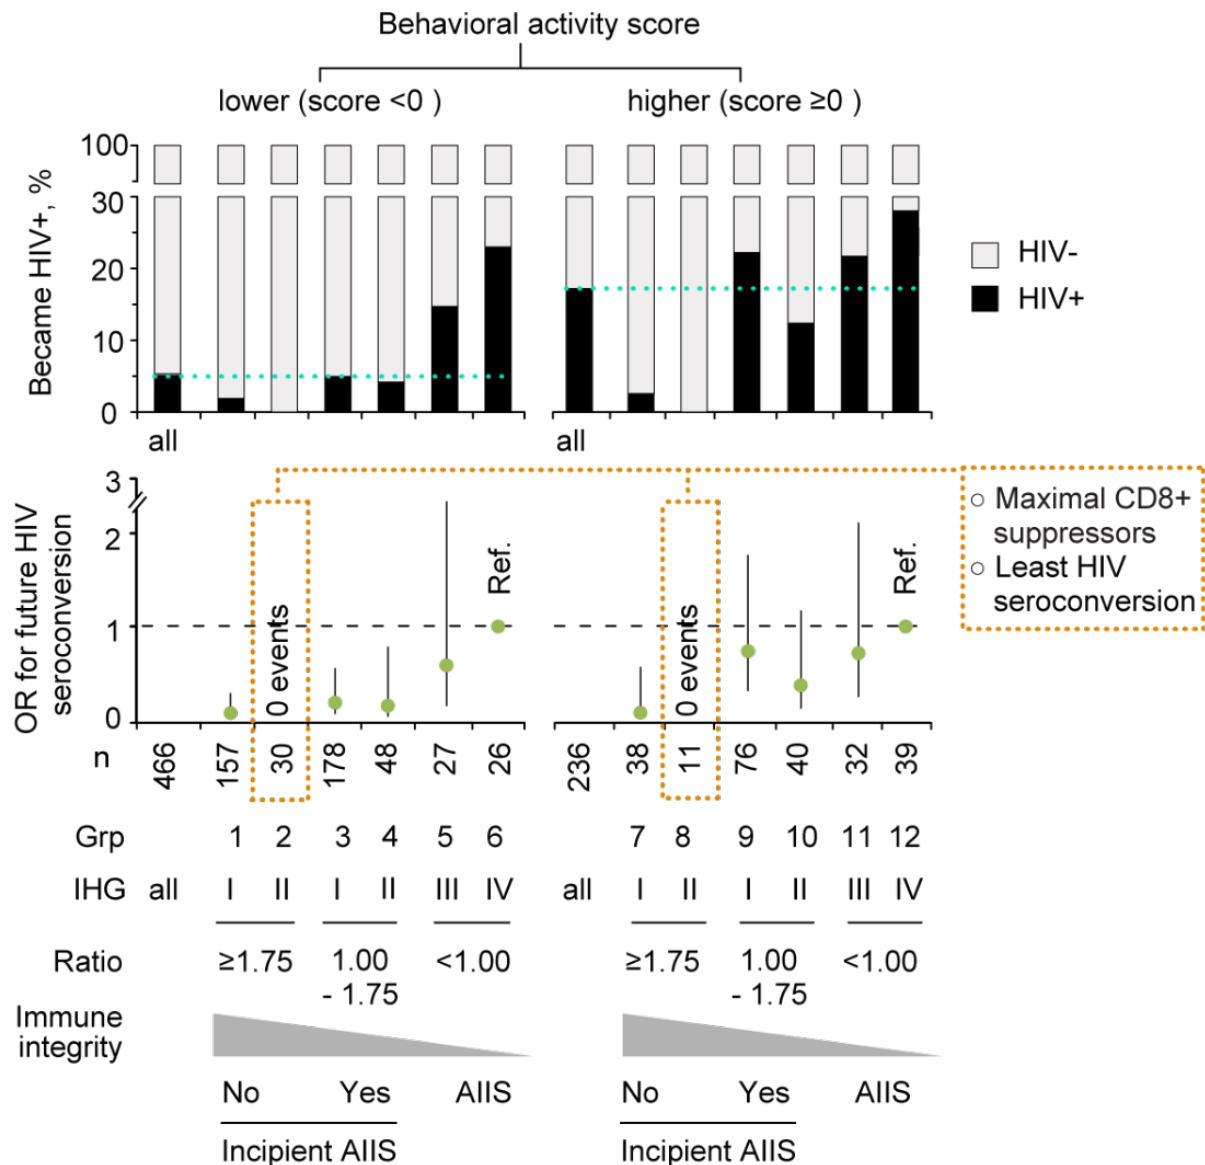 Behavioral activity score
lower (score <0 )
higher (score ≥0 )
Became HIV+, %
100
30
20
10
0
all
all
HIV-
HIV+
OR for future HIV
seroconversion
3
2
1
0
0 events
Ref.
0 events
Ref.
○ Maximal CD8+
suppressors
○ Least HIV
seroconversion
n 466 157 30 178 48 27 26 236 38 11 76 40 32 39
Grp 1 2 3 4 5 6 7 8 9 10 11 12
IHG all I II I II III IV all I II I II III IV
Ratio ≥1.75 1.00 <1.00 ≥1.75 1.00 <1.00
- 1.75 - 1.75
Immune
integrity
No Yes AIIS No Yes AIIS
Incipient AIIS Incipient AIIS